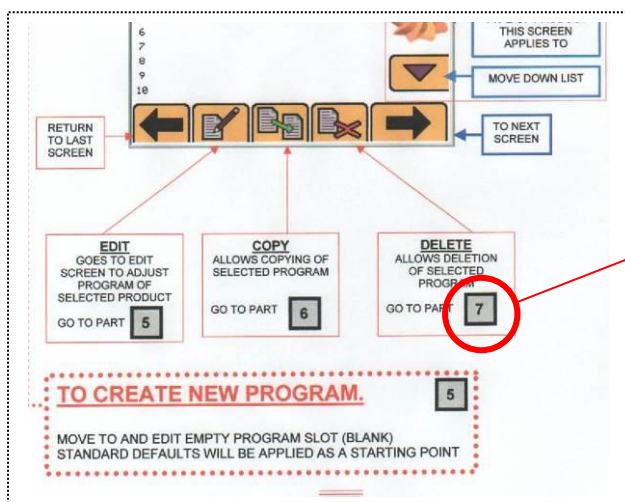 THIS SCREEN
APPLIES TO
6
7
8
9
10
MOVE DOWN LIST
RETURN
TO LAST
SCREEN
TO NEXT
SCREEN
EDIT
GOES TO EDIT
SCREEN TO ADJUST
PROGRAM OF
SELECTED PRODUCT
GO TO PART 5
COPY
ALLOWS COPYING OF
SELECTED PROGRAM
GO TO PART 6
DELETE
ALLOWS DELETION
OF SELECTED
PROGRAM
GO TO PART 7
TO CREATE NEW PROGRAM. 5
MOVE TO AND EDIT EMPTY PROGRAM SLOT (BLANK)
STANDARD DEFAULTS WILL BE APPLIED AS A STARTING POINT